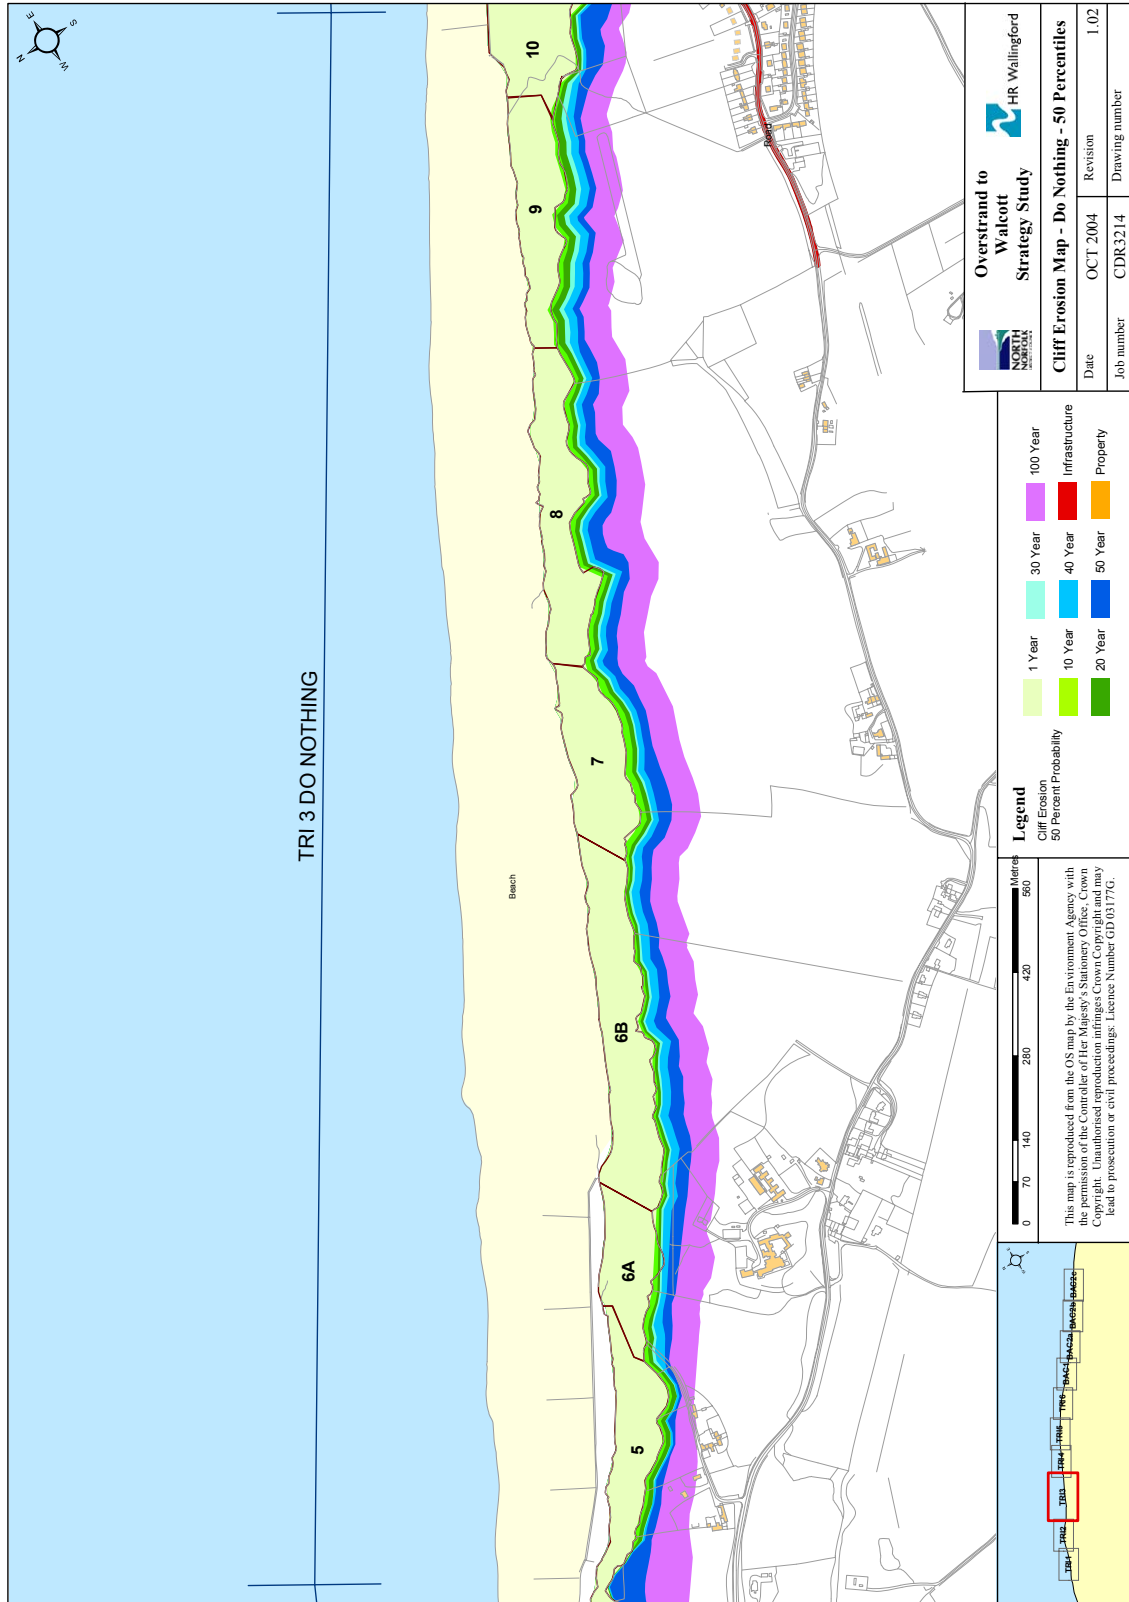 TRI 3 DO NOTHING
Beach
5
6A
6B
7
8
9
10
Road
N
E
S
W
TRI1
TRI2
TRI3
TRI4
TRI5
TRI6
BAC1
BAC2a
BAC2b
BAC2c
0
70
140
280
420
560
Metres
This map is reproduced from the OS map by the Environment Agency with
the permission of the Controller of Her Majesty's Stationery Office, Crown
Copyright. Unauthorised reproduction infringes Crown Copyright and may
lead to prosecution or civil proceedings: Licence Number GD 03177G.
Legend
Cliff Erosion
50 Percent Probability
1 Year
10 Year
20 Year
30 Year
40 Year
50 Year
100 Year
Infrastructure
Property
NORTH
NORFOLK
Overstrand to
Walcott
Strategy Study
HR Wallingford
Cliff Erosion Map - Do Nothing - 50 Percentiles
Date OCT 2004 Revision 1.02
Job number CDR3214 Drawing number